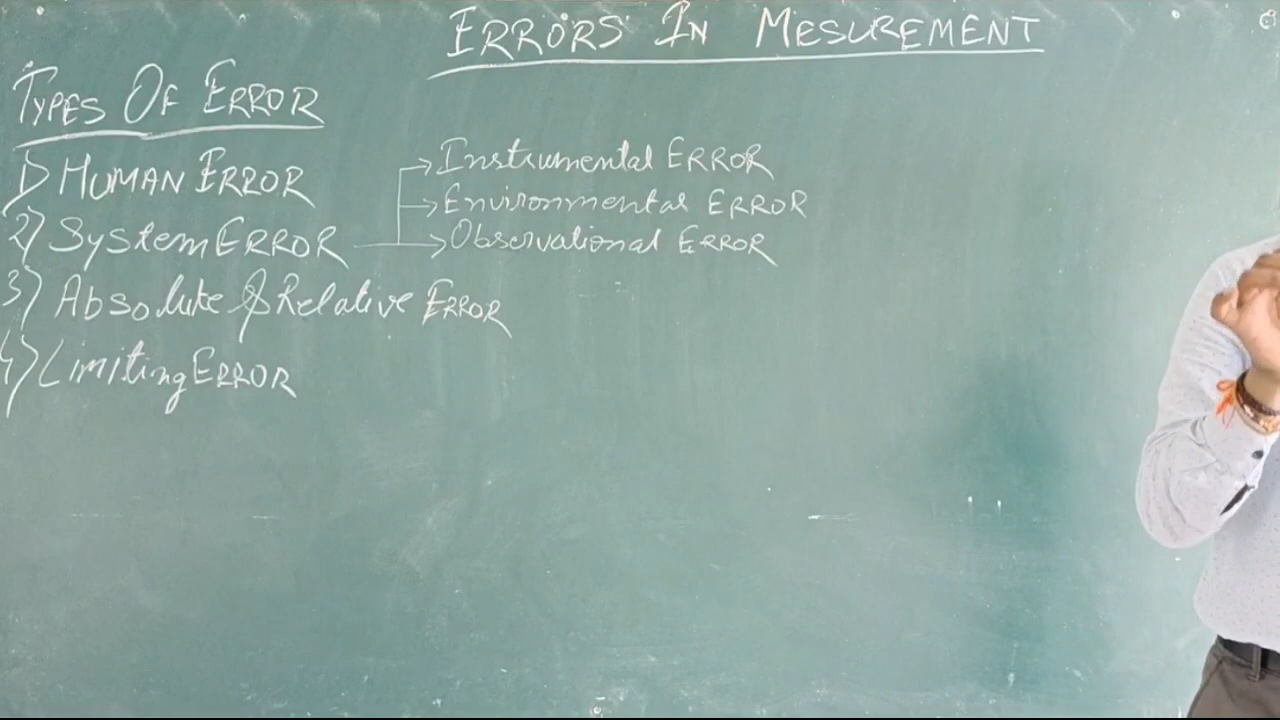 ERRORS IN MESUREMENT
TYPES OF ERROR
1) HUMAN ERROR
2) System ERROR
Instrumental ERROR
Environmental ERROR
Observational ERROR
3) Absolute & Relative ERROR
4) Limiting ERROR